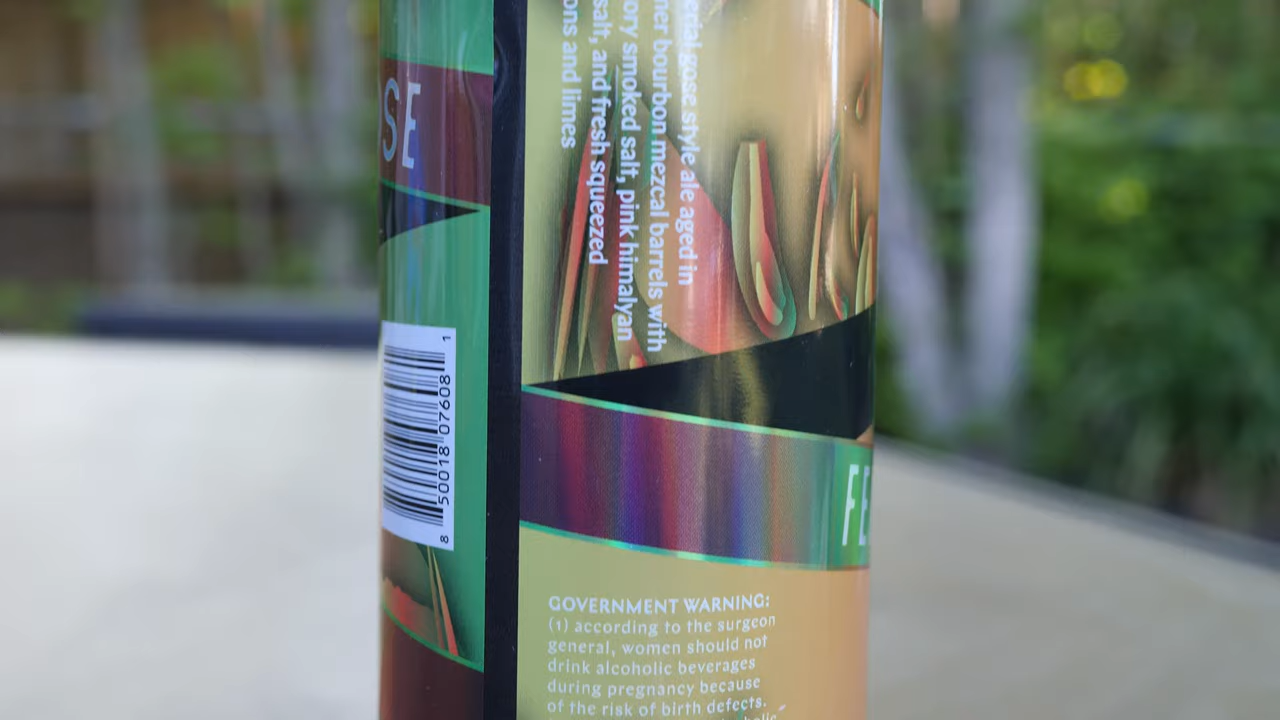 SE
ecial gose style ale aged in
ner bourbon mezcal barrels with
ory smoked salt, pink himalyan
salt, and fresh squeezed
ons and limes
8 50018 07608 1
FE
GOVERNMENT WARNING:
(1) according to the surgeon
general, women should not
drink alcoholic beverages
during pregnancy because
of the risk of birth defects.